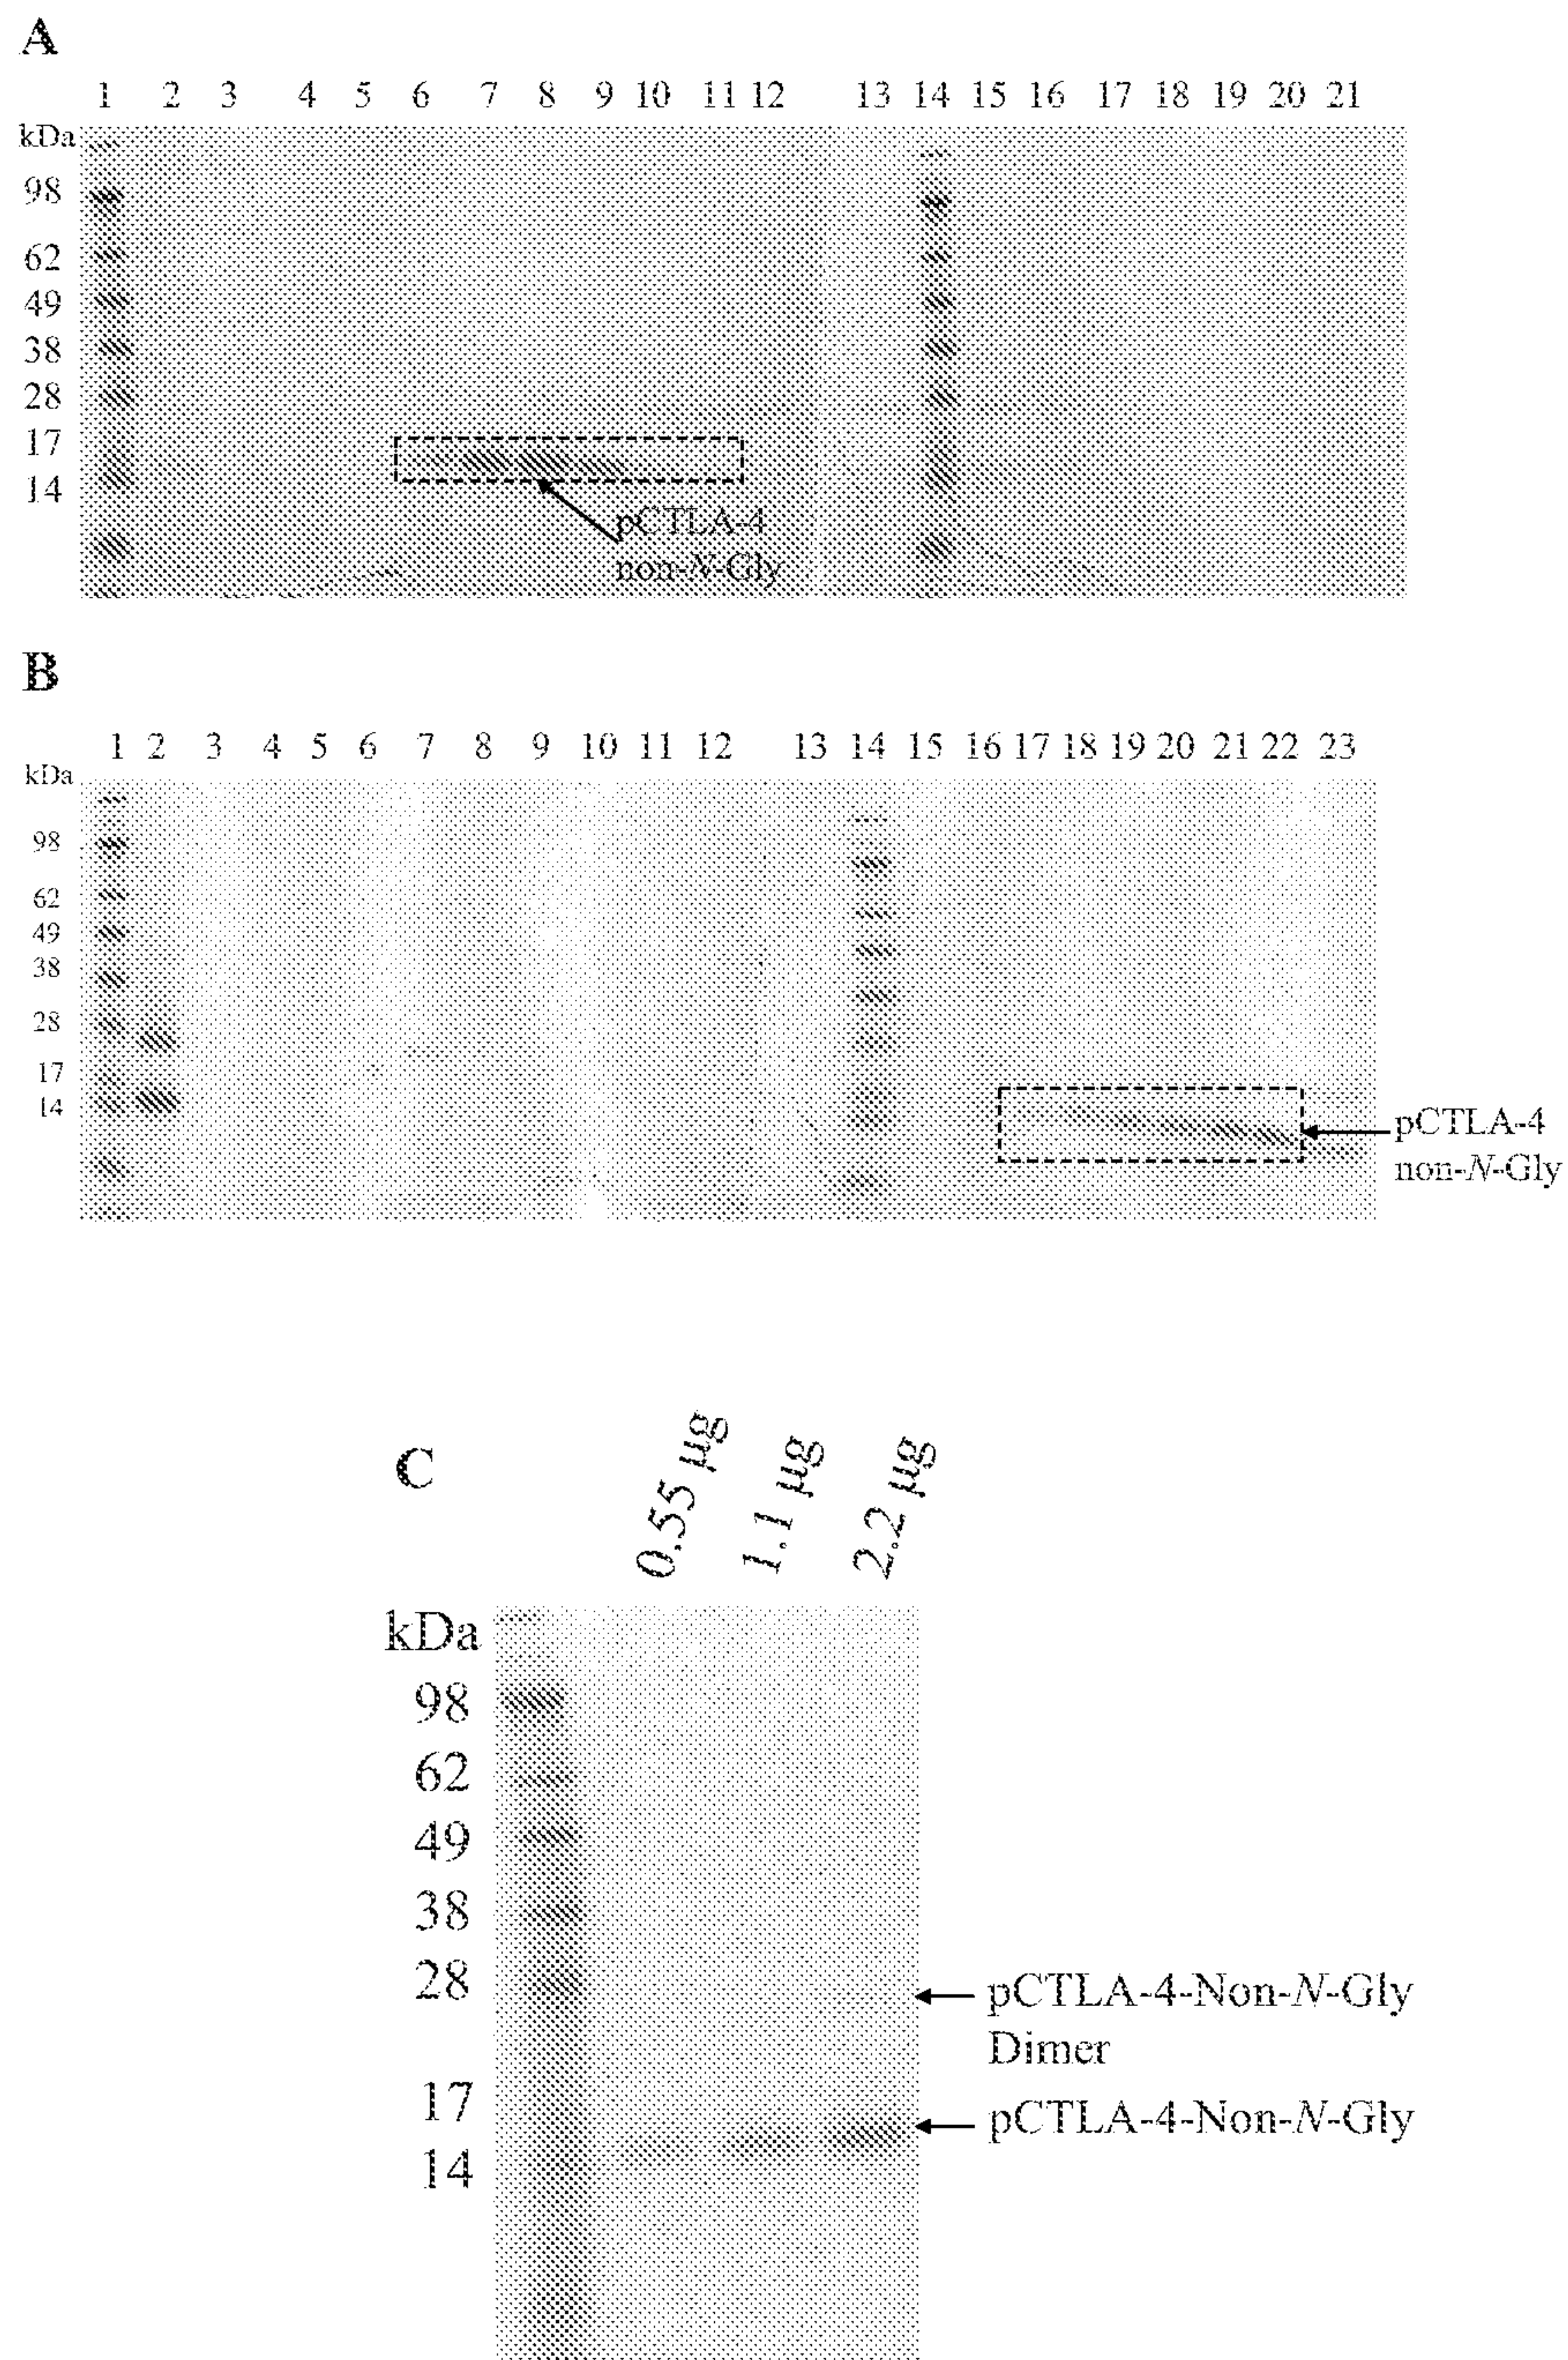 A
1 2 3 4 5 6 7 8 9 10 11 12 13 14 15 16 17 18 19 20 21
kDa
98
62
49
38
28
17
14
pCTLA-4
non-N-Gly
B
1 2 3 4 5 6 7 8 9 10 11 12 13 14 15 16 17 18 19 20 21 22 23
kDa
98
62
49
38
28
17
14
pCTLA-4
non-N-Gly
C
0.55 µg 1.1 µg 2.2 µg
kDa
98
62
49
38
28
17
14
pCTLA-4-Non-N-Gly
Dimer
pCTLA-4-Non-N-Gly